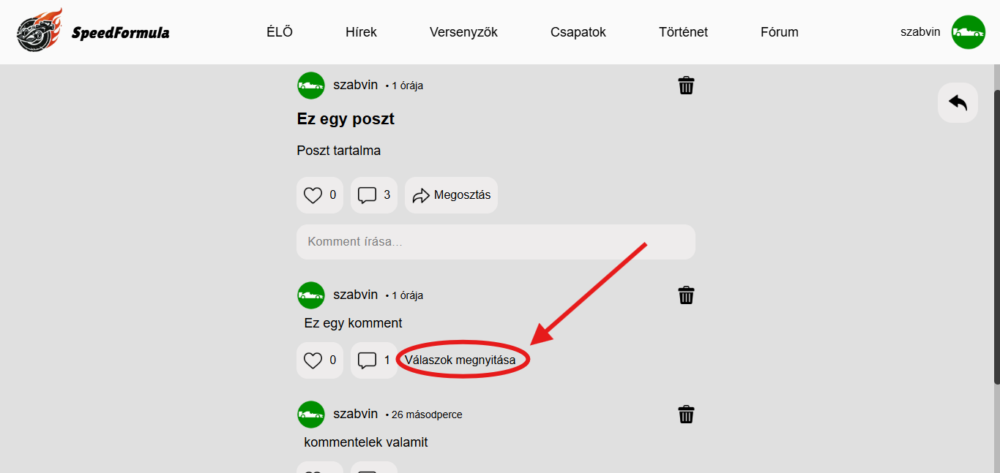 SpeedFormula ÉLŐ Hírek Versenyzők Csapatok Történet Fórum szabvin
szabvin • 1 órája
Ez egy poszt
Poszt tartalma
0 3 Megosztás
Komment írása...
szabvin • 1 órája
Ez egy komment
0 1 Válaszok megnyitása
szabvin • 26 másodperce
kommentelek valamit